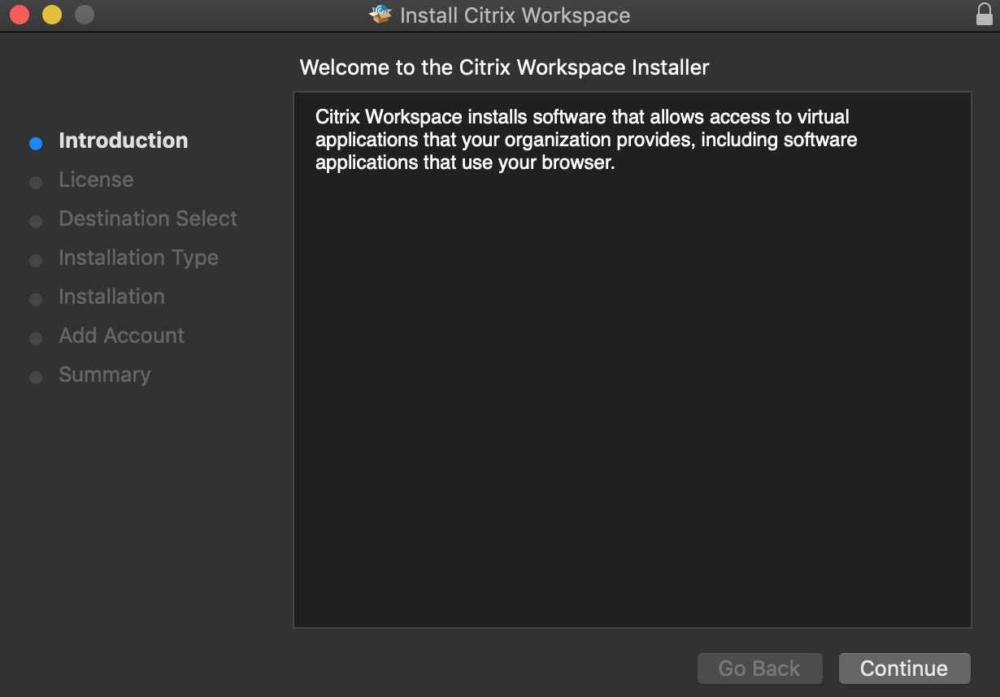 Install Citrix Workspace
Welcome to the Citrix Workspace Installer
Introduction
License
Destination Select
Installation Type
Installation
Add Account
Summary
Citrix Workspace installs software that allows access to virtual
applications that your organization provides, including software
applications that use your browser.
Go Back
Continue